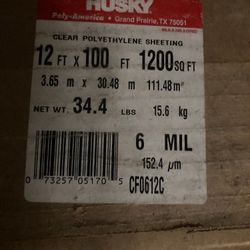 HUSKY
Poly-America • Grand Prairie, TX 75051
CLEAR POLYETHYLENE SHEETING
12 FT X 100 FT 1200 SQ FT
3.65 m x 30.48 m 111.48 m²
NET WT. 34.4 LBS 15.6 kg
6 MIL
152.4 µm
0 73257 05170 5
CF0612C